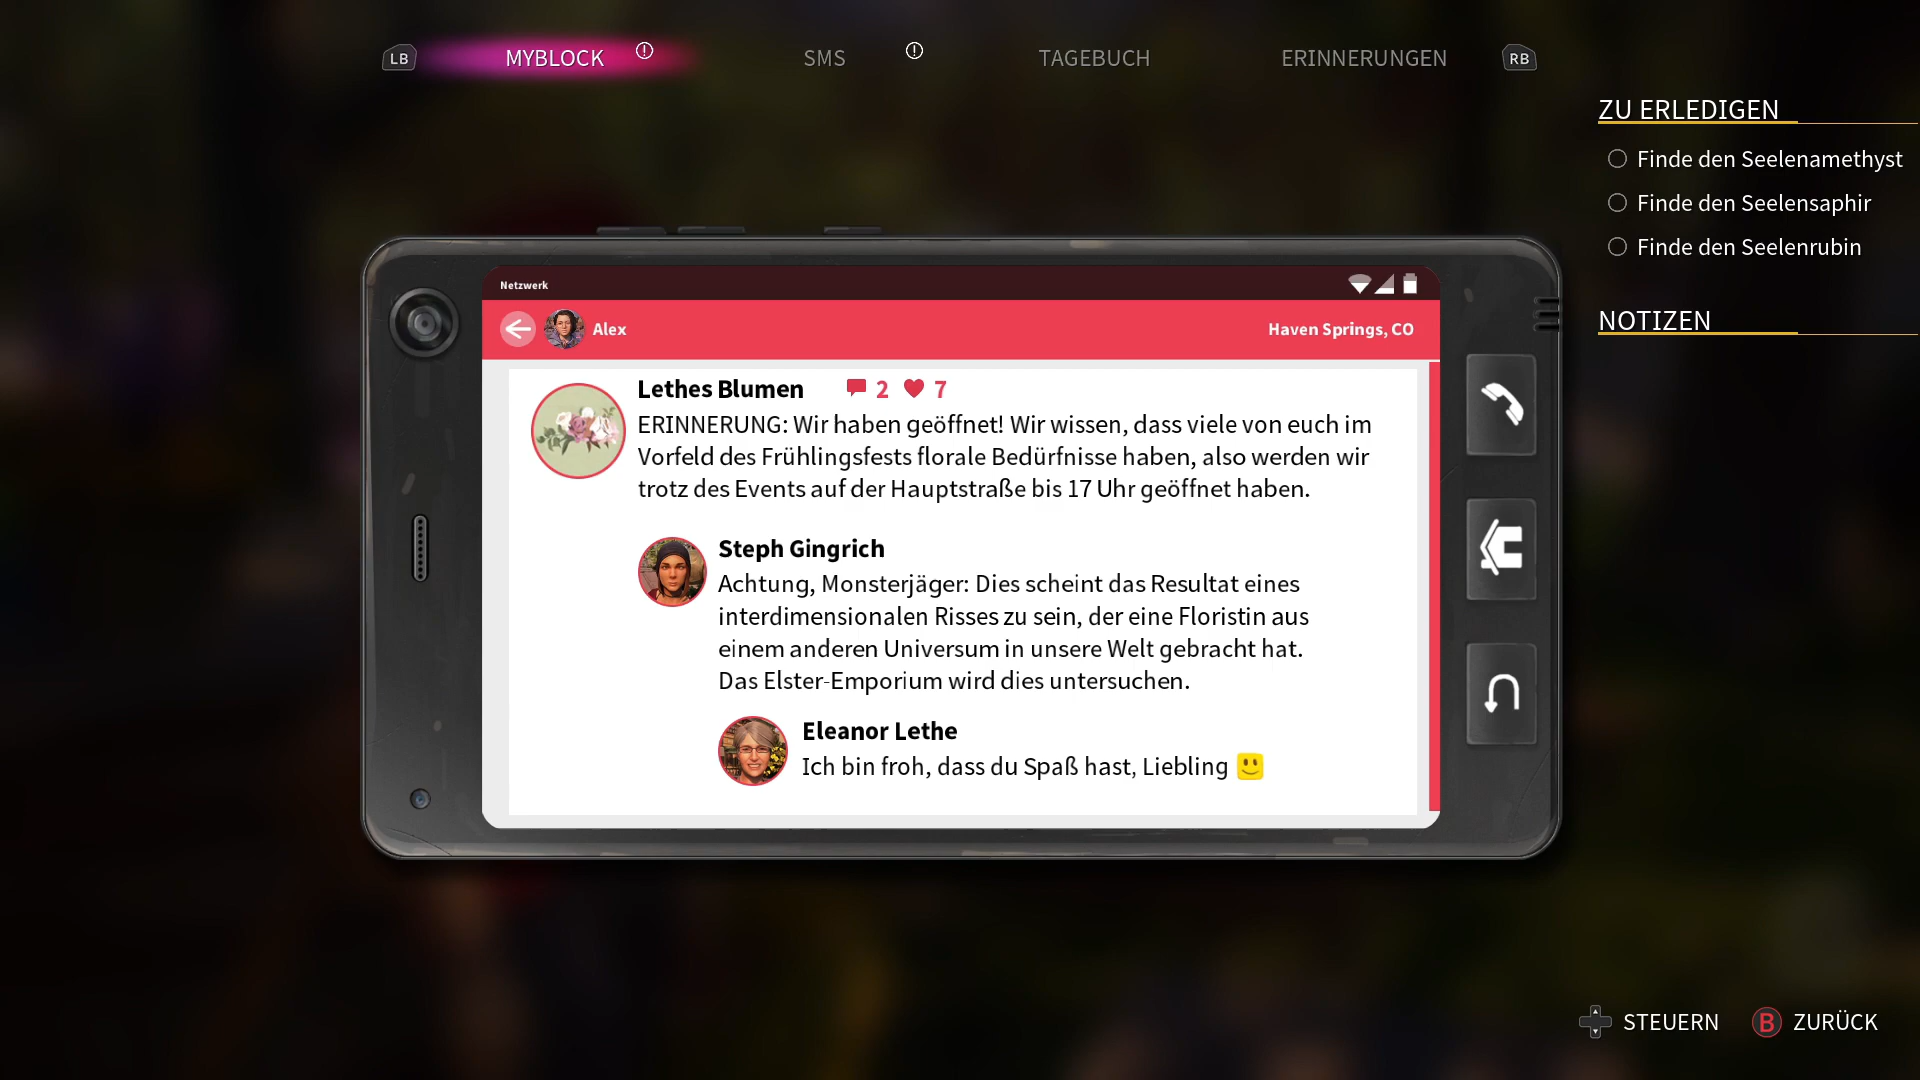 LB
MYBLOCK
SMS
TAGEBUCH
ERINNERUNGEN
RB
ZU ERLEDIGEN
Finde den Seelenamethyst
Finde den Seelensaphir
Finde den Seelenrubin
NOTIZEN
Netzwerk
Alex
Haven Springs, CO
Lethes Blumen 2 7
ERINNERUNG: Wir haben geöffnet! Wir wissen, dass viele von euch im
Vorfeld des Frühlingsfests florale Bedürfnisse haben, also werden wir
trotz des Events auf der Hauptstraße bis 17 Uhr geöffnet haben.
Steph Gingrich
Achtung, Monsterjäger: Dies scheint das Resultat eines
interdimensionalen Risses zu sein, der eine Floristin aus
einem anderen Universum in unsere Welt gebracht hat.
Das Elster-Emporium wird dies untersuchen.
Eleanor Lethe
Ich bin froh, dass du Spaß hast, Liebling 🙂
STEUERN
B ZURÜCK